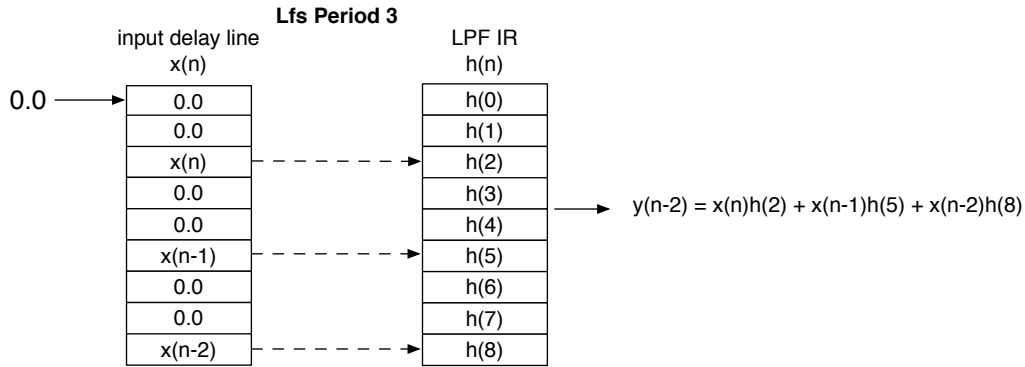 Lfs Period 3
input delay line
x(n)
LPF IR
h(n)
0.0
0.0
0.0
x(n)
0.0
0.0
x(n-1)
0.0
0.0
x(n-2)
h(0)
h(1)
h(2)
h(3)
h(4)
h(5)
h(6)
h(7)
h(8)
y(n-2) = x(n)h(2) + x(n-1)h(5) + x(n-2)h(8)